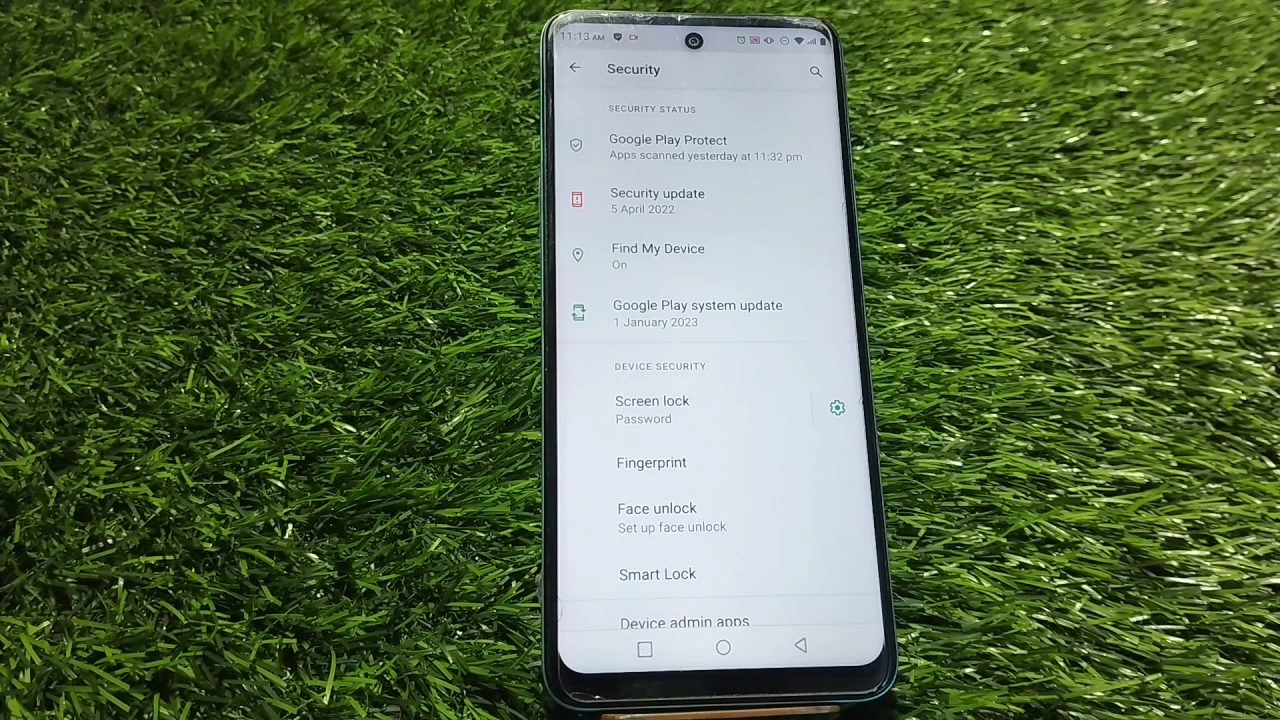 11:13 AM
Security
SECURITY STATUS
Google Play Protect
Apps scanned yesterday at 11:32 pm
Security update
5 April 2022
Find My Device
On
Google Play system update
1 January 2023
DEVICE SECURITY
Screen lock
Password
Fingerprint
Face unlock
Set up face unlock
Smart Lock
Device admin apps